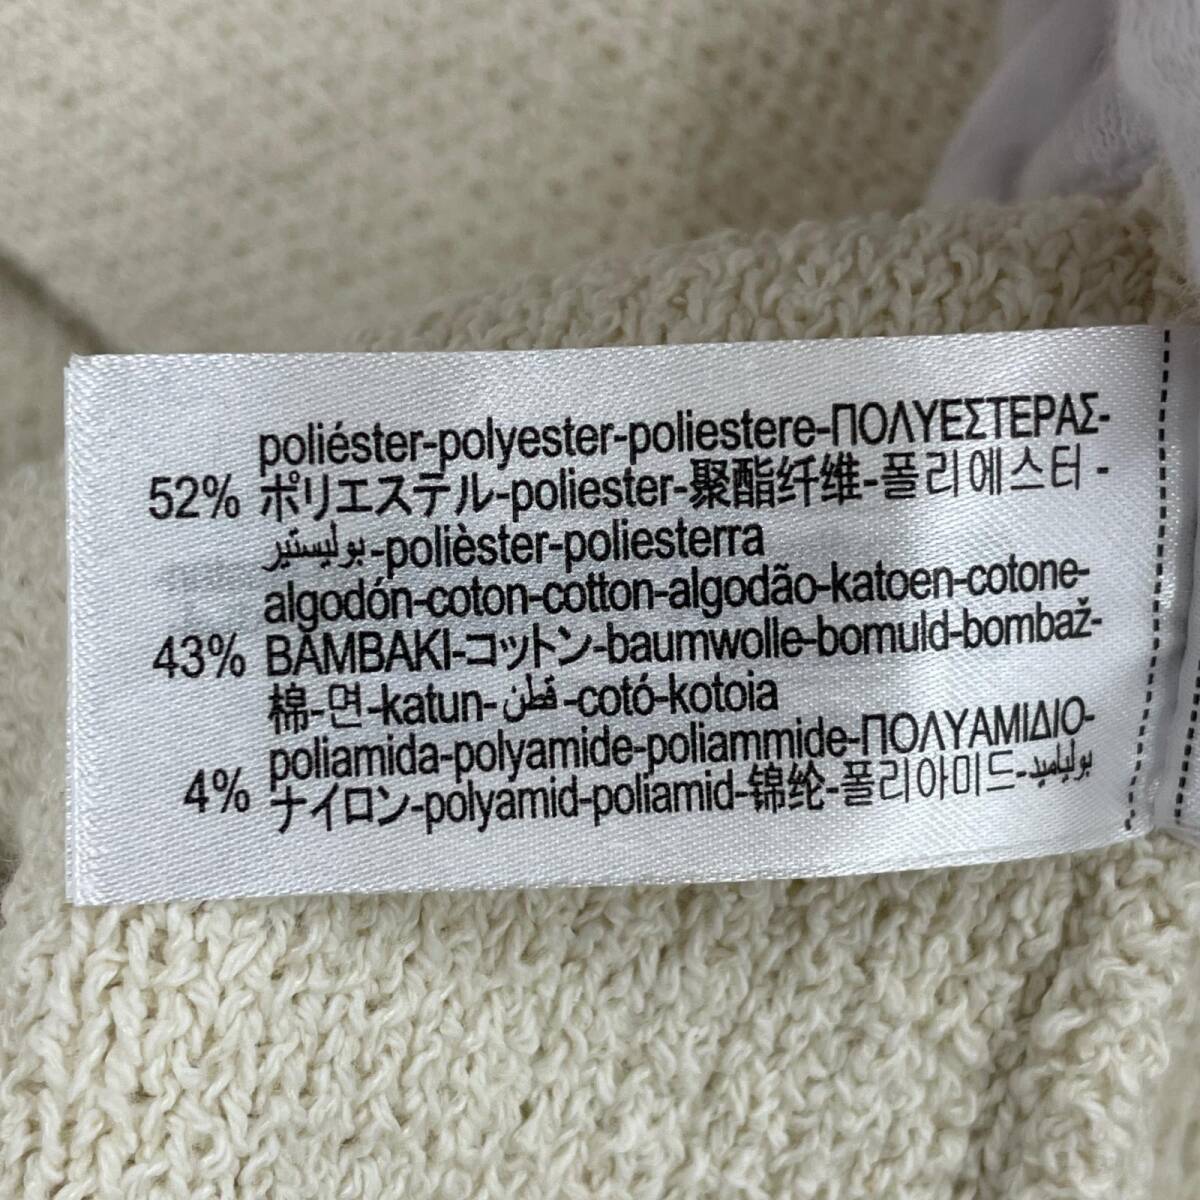 poliéster-polyester-poliestere-ΠΟΛΥΕΣΤΕΡΑΣ-
52% ポリエステル-poliester-聚酯纤维-폴리에스터-
بوليستير-polièster-poliesterra
algodón-coton-cotton-algodão-katoen-cotone-
43% BAMBAKI-コットン-baumwolle-bomuld-bombaž-
棉-면-katun-قطن-cotó-kotoia
poliamida-polyamide-poliammide-ΠΟΛΥΑΜΙΔΙΟ-
4% ナイロン-polyamid-poliamid-锦纶-폴리아미드-بولياميد